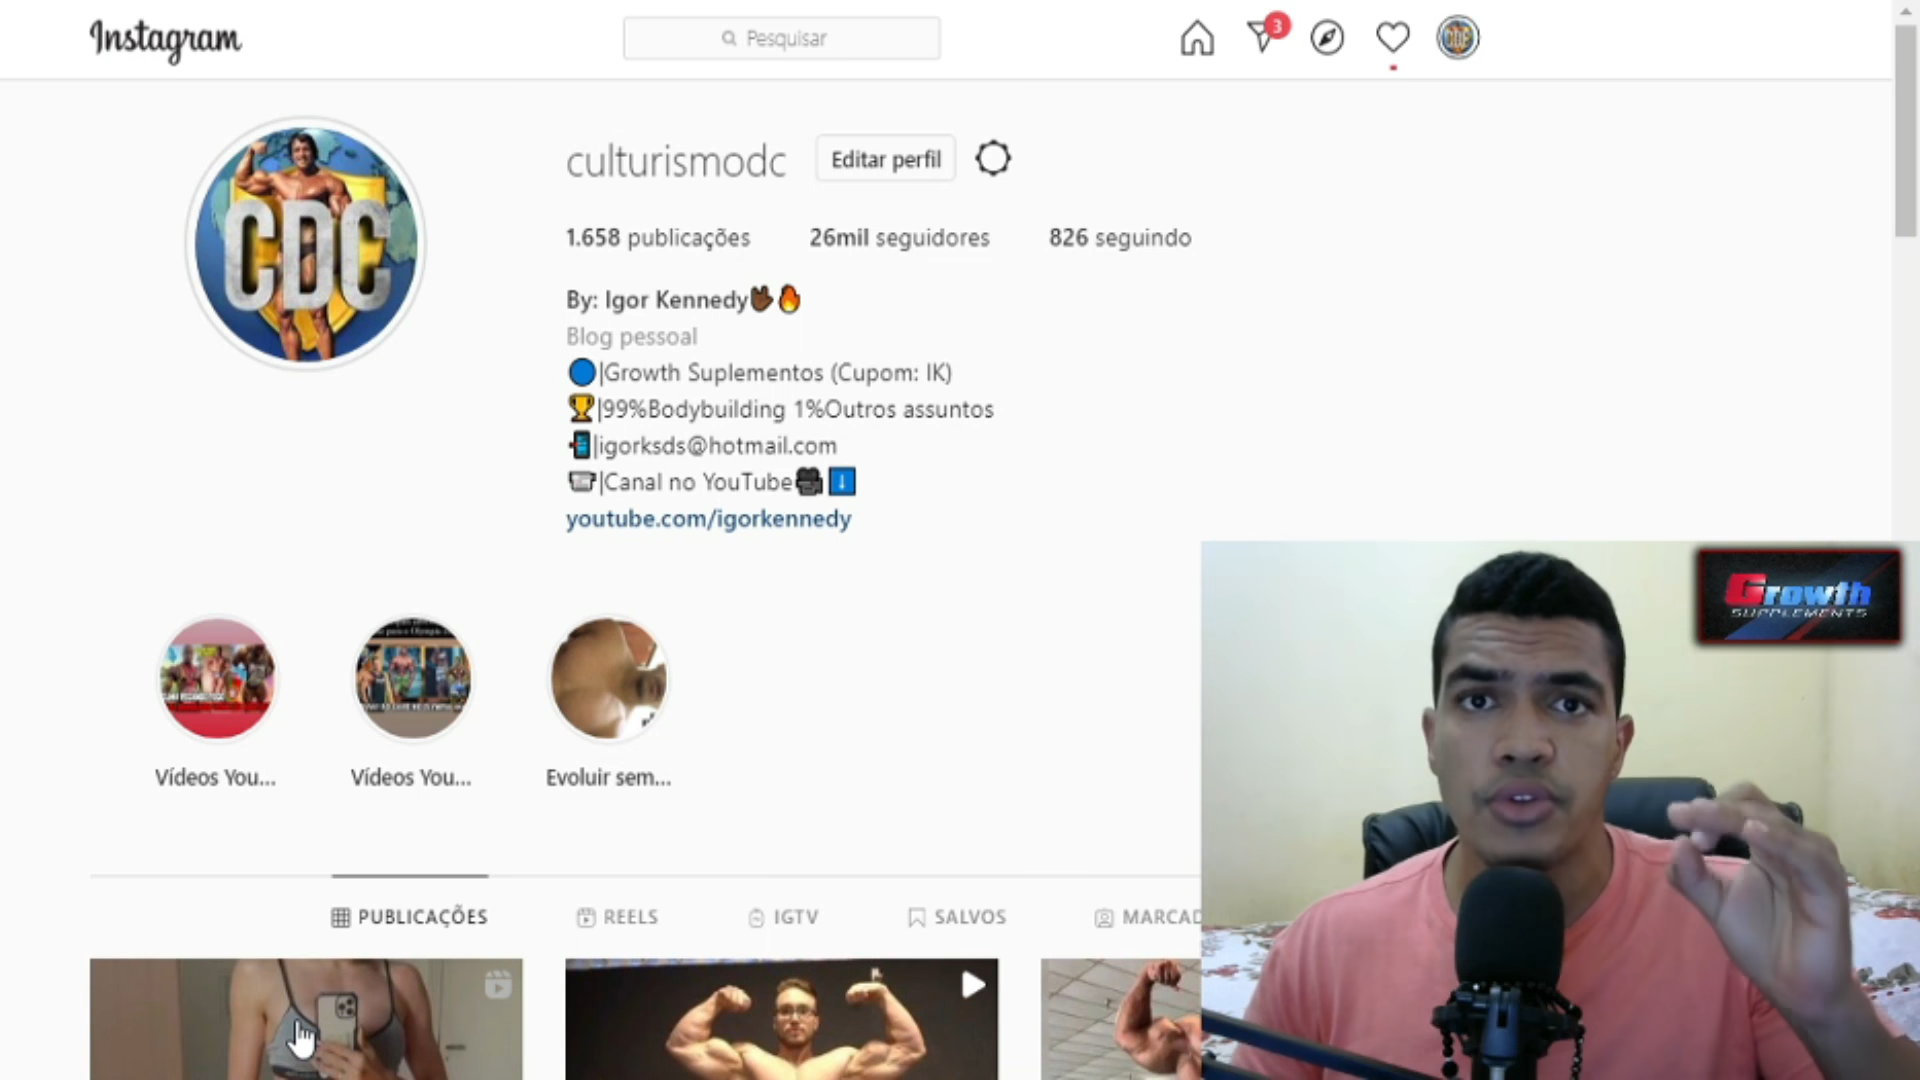 Instagram
Pesquisar
3
culturismodc
Editar perfil
1.658 publicações 26mil seguidores 826 seguindo
By: Igor Kennedy
Blog pessoal
|Growth Suplementos (Cupom: IK)
|99%Bodybuilding 1%Outros assuntos
|igorksds@hotmail.com
|Canal no YouTube
youtube.com/igorkennedy
CDC
Growth
SUPPLEMENTS
Vídeos You... Vídeos You... Evoluir sem...
PUBLICAÇÕES REELS IGTV SALVOS MARCAD